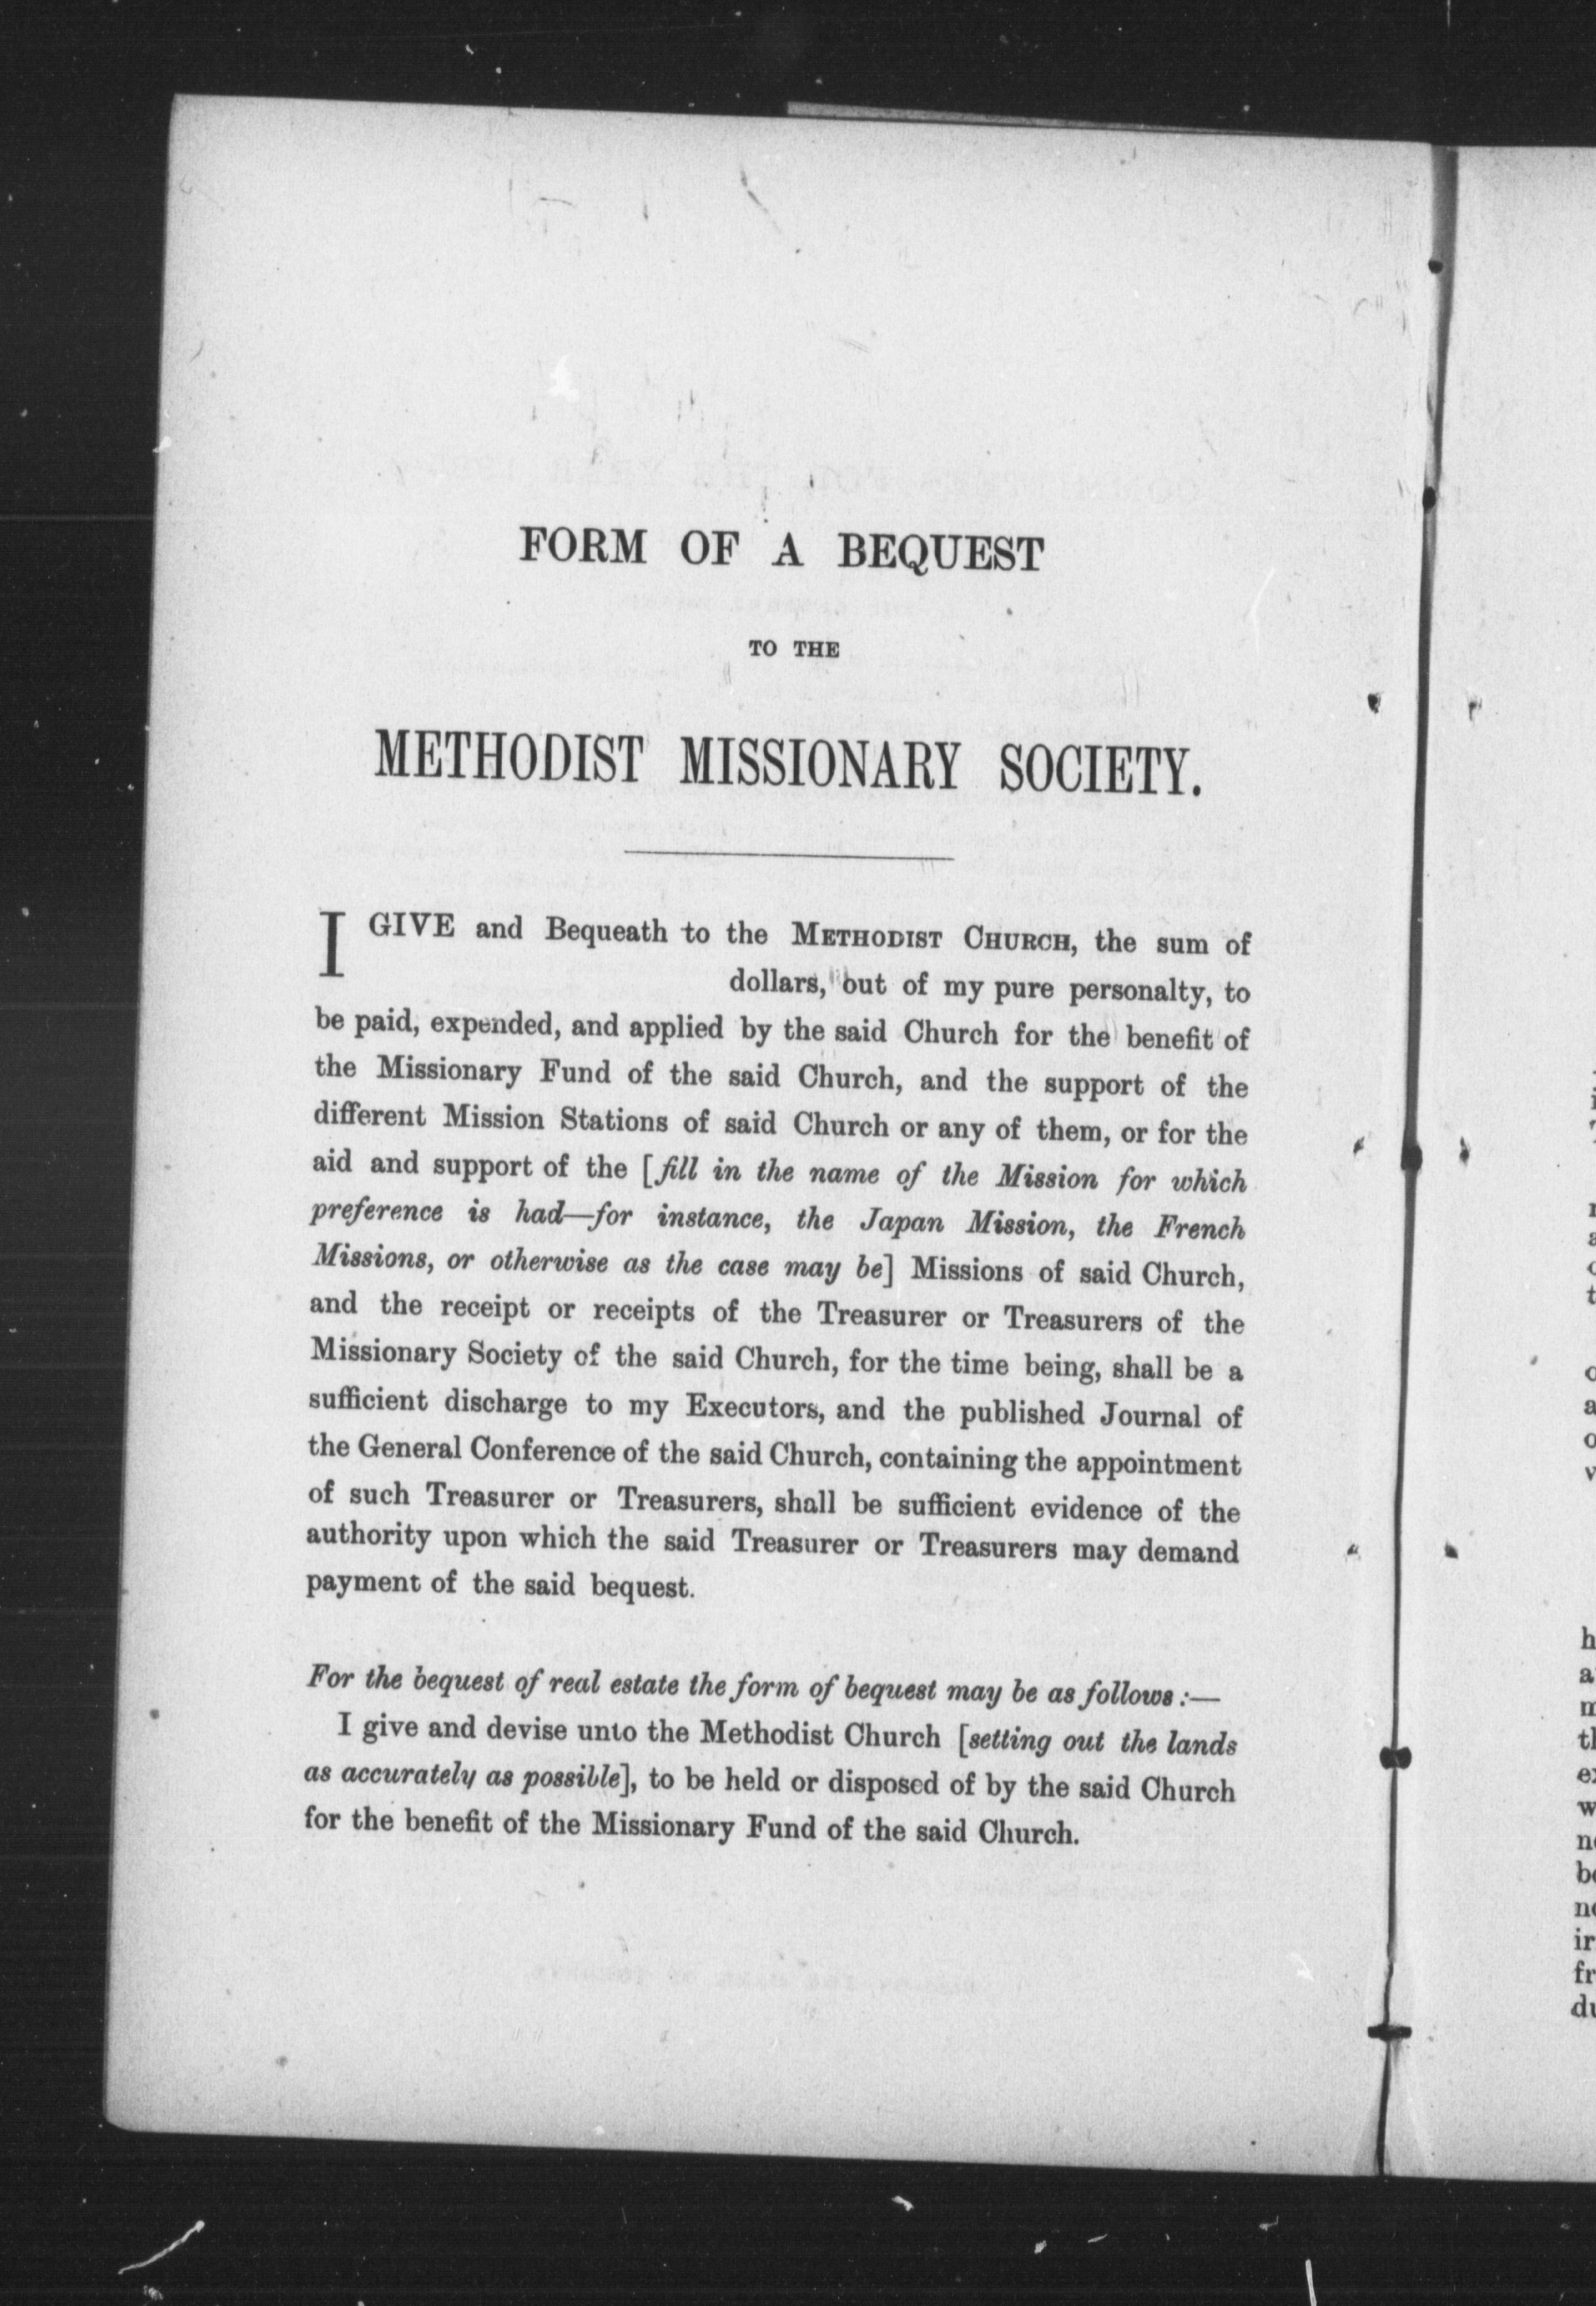 FORM OF A BEQUEST
TO THE
METHODIST MISSIONARY SOCIETY.
I GIVE and Bequeath to the METHODIST CHURCH, the sum of
dollars, out of my pure personalty, to
be paid, expended, and applied by the said Church for the benefit of
the Missionary Fund of the said Church, and the support of the
different Mission Stations of said Church or any of them, or for the
aid and support of the [fill in the name of the Mission for which
preference is had—for instance, the Japan Mission, the French
Missions, or otherwise as the case may be] Missions of said Church,
and the receipt or receipts of the Treasurer or Treasurers of the
Missionary Society of the said Church, for the time being, shall be a
sufficient discharge to my Executors, and the published Journal of
the General Conference of the said Church, containing the appointment
of such Treasurer or Treasurers, shall be sufficient evidence of the
authority upon which the said Treasurer or Treasurers may demand
payment of the said bequest.
For the bequest of real estate the form of bequest may be as follows:—
I give and devise unto the Methodist Church [setting out the lands
as accurately as possible], to be held or disposed of by the said Church
for the benefit of the Missionary Fund of the said Church.